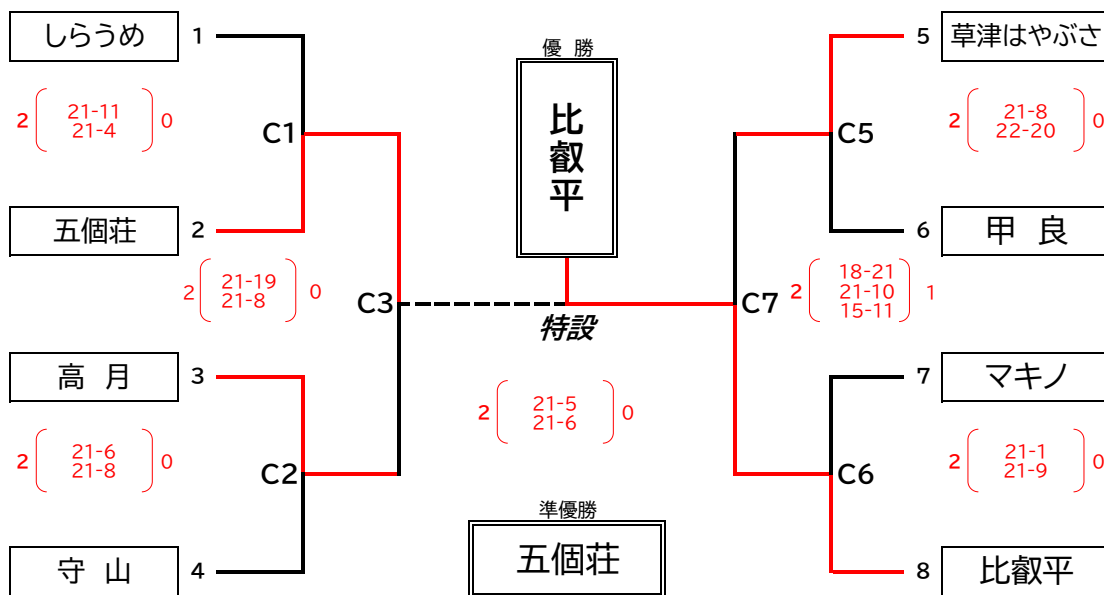 しらうめ 1
2 21-11 0
21-4
C1
五個荘 2
2 21-19 0
21-8
C3
高 月 3
2 21-6 0
21-8
C2
守 山 4
優 勝
比叡平
特設
2 21-5 0
21-6
準優勝
五個荘
5 草津はやぶさ
2 21-8 0
22-20
C5
6 甲 良
C7
2 18-21 1
21-10
15-11
7 マキノ
2 21-1 0
21-9
C6
8 比叡平